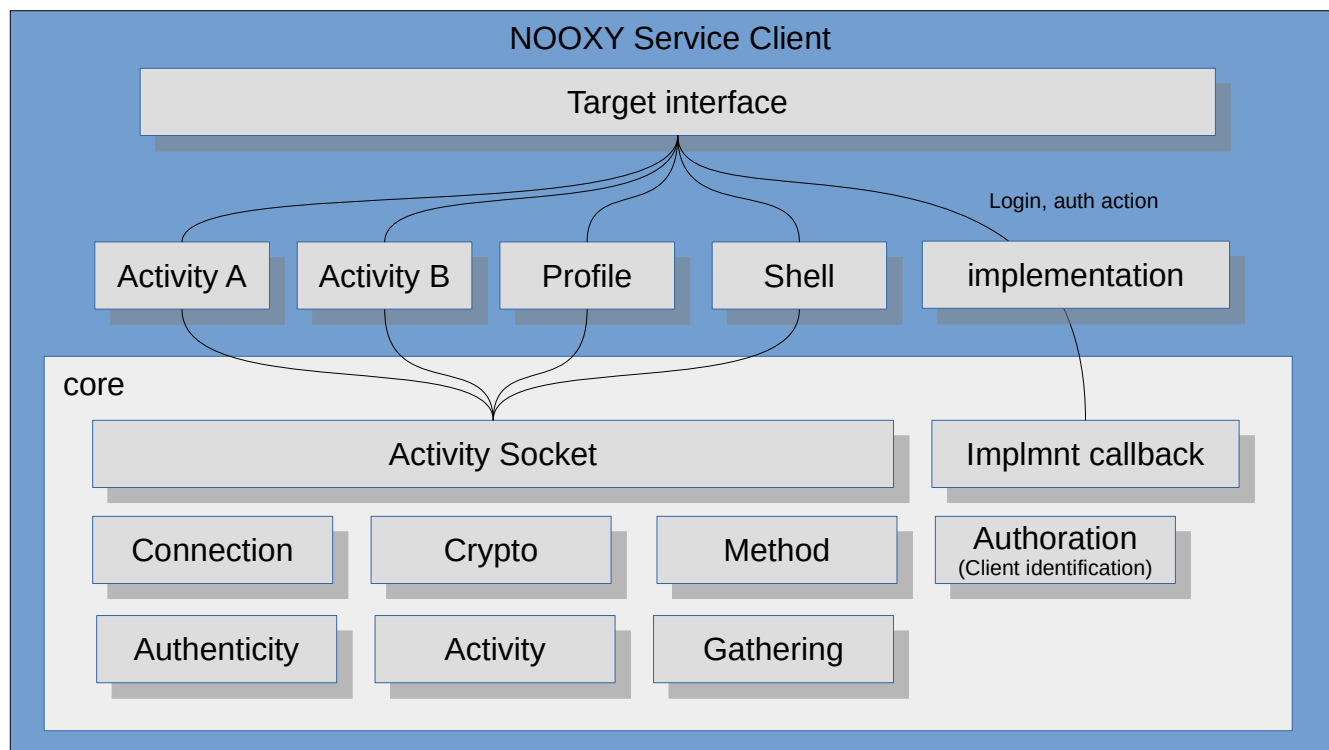 NOOXY Service Client
Target interface
Login, auth action
Activity A
Activity B
Profile
Shell
implementation
core
Activity Socket
Implmnt callback
Connection
Crypto
Method
Authoration
(Client identification)
Authenticity
Activity
Gathering